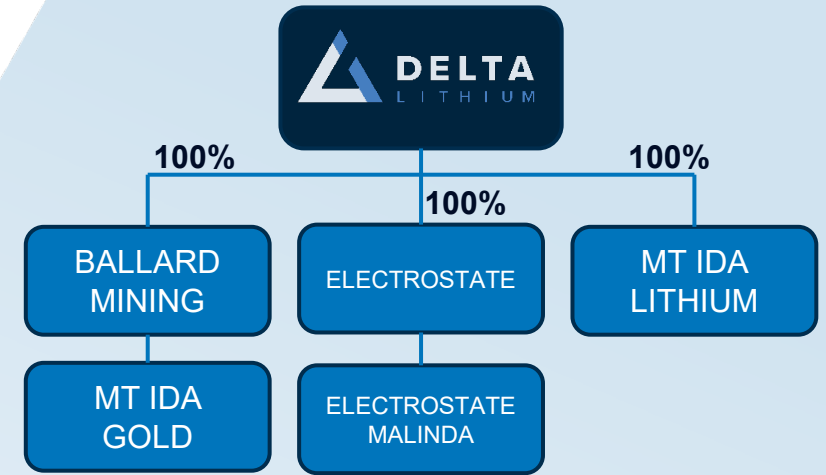 DELTA
LITHIUM
100%
100%
100%
BALLARD
MINING
ELECTROSTATE
MT IDA
LITHIUM
MT IDA
GOLD
ELECTROSTATE
MALINDA